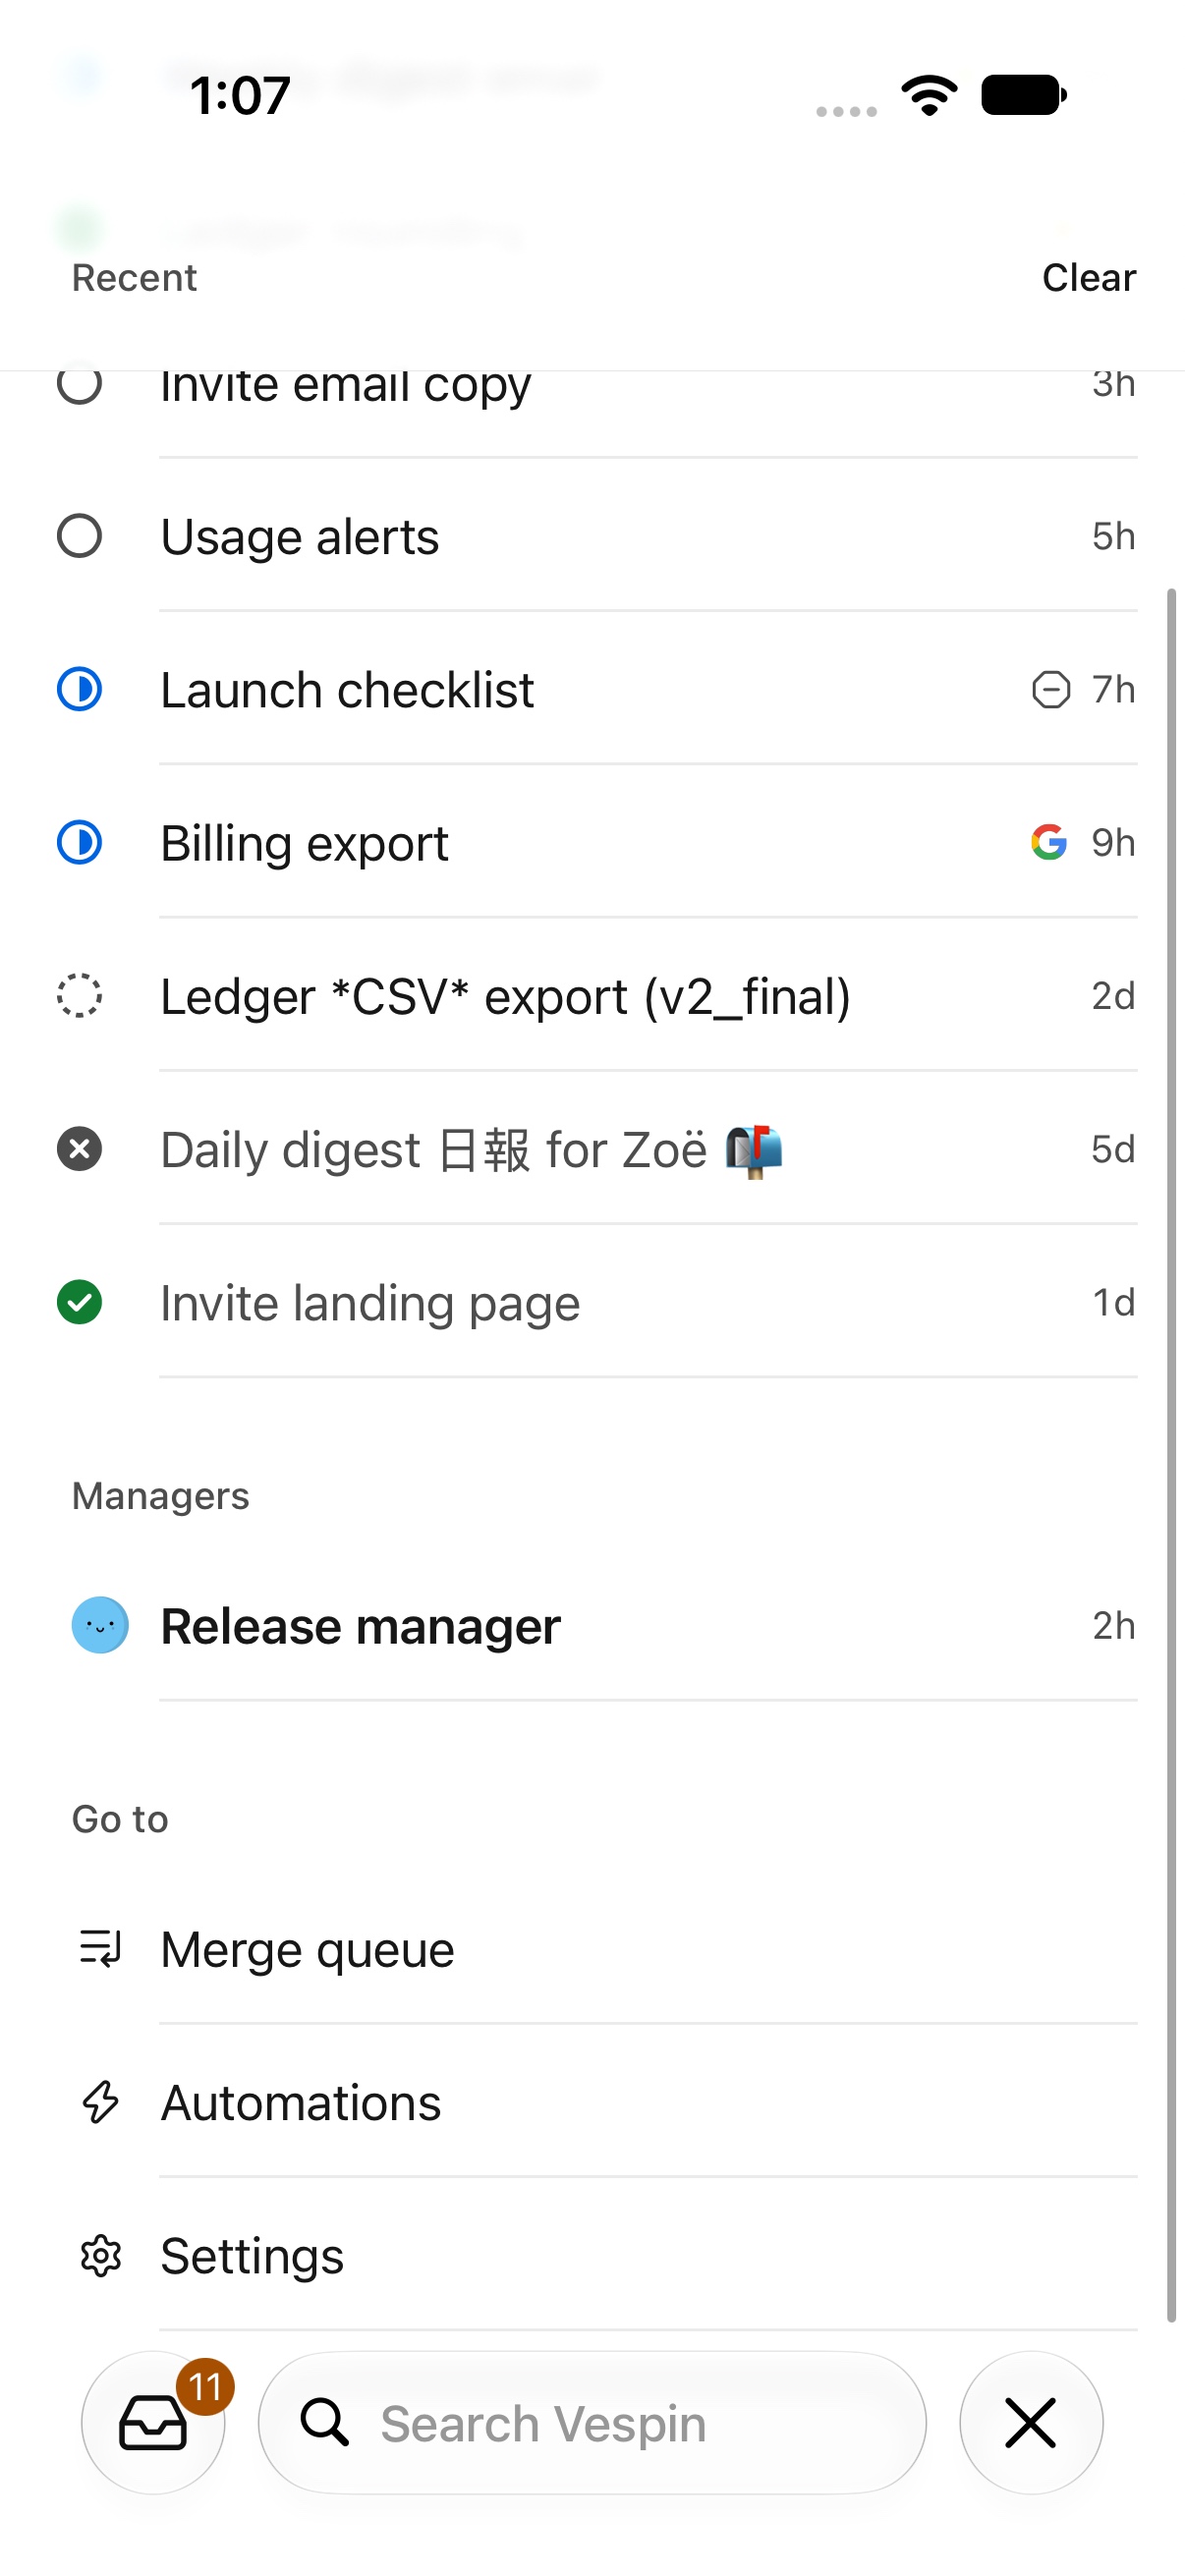 1:07
Recent
Clear
Invite email copy
3h
Usage alerts
5h
Launch checklist
7h
Billing export
9h
Ledger *CSV* export (v2_final)
2d
Daily digest 日報 for Zoë 📬
5d
Invite landing page
1d
Managers
Release manager
2h
Go to
Merge queue
Automations
Settings
11
Search Vespin